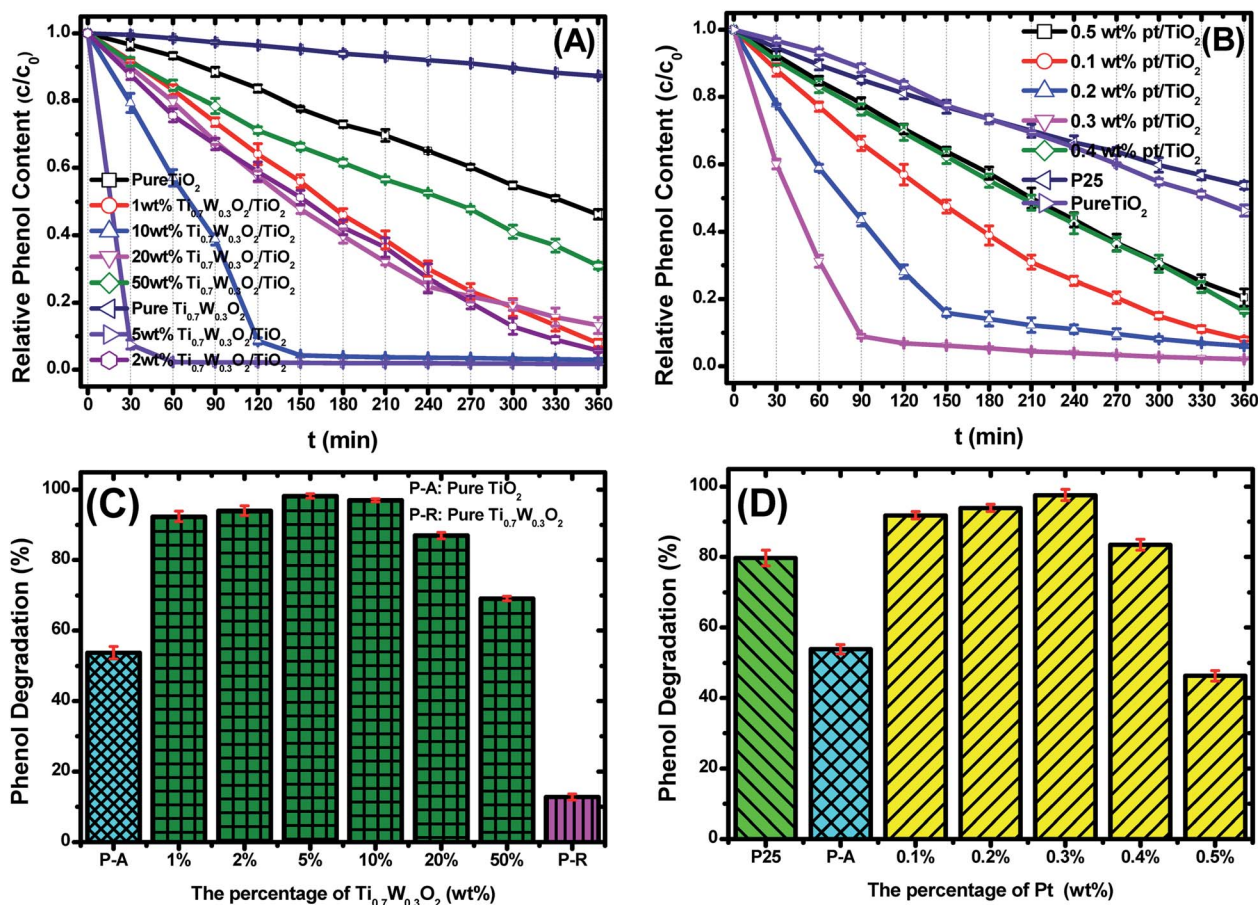 (A)
Relative Phenol Content (c/c₀)
1.0
0.8
0.6
0.4
0.2
0.0
PureTiO₂
1wt% Ti₀.₇W₀.₃O₂/TiO₂
10wt% Ti₀.₇W₀.₃O₂/TiO₂
20wt% Ti₀.₇W₀.₃O₂/TiO₂
50wt% Ti₀.₇W₀.₃O₂/TiO₂
Pure Ti₀.₇W₀.₃O₂
5wt% Ti₀.₇W₀.₃O₂/TiO₂
2wt% Ti₀.₇W₀.₃O₂/TiO₂
0 30 60 90 120 150 180 210 240 270 300 330 360
t (min)
(B)
Relative Phenol Content (c/c₀)
1.0
0.8
0.6
0.4
0.2
0.0
0.5 wt% pt/TiO₂
0.1 wt% pt/TiO₂
0.2 wt% pt/TiO₂
0.3 wt% pt/TiO₂
0.4 wt% pt/TiO₂
P25
PureTiO₂
0 30 60 90 120 150 180 210 240 270 300 330 360
t (min)
(C)
P-A: Pure TiO₂
P-R: Pure Ti₀.₇W₀.₃O₂
Phenol Degradation (%)
100
80
60
40
20
0
P-A 1% 2% 5% 10% 20% 50% P-R
The percentage of Ti₀.₇W₀.₃O₂ (wt%)
(D)
Phenol Degradation (%)
100
80
60
40
20
0
P25 P-A 0.1% 0.2% 0.3% 0.4% 0.5%
The percentage of Pt (wt%)